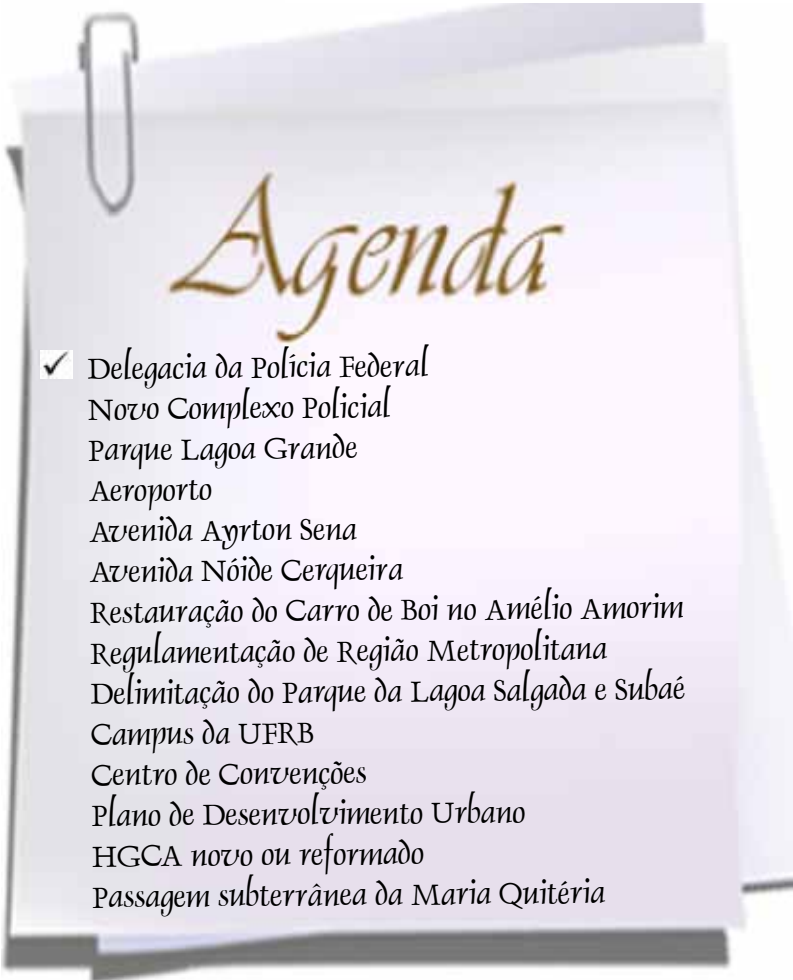 Agenda
✓ Delegacia da Polícia Federal
Novo Complexo Policial
Parque Lagoa Grande
Aeroporto
Avenida Ayrton Sena
Avenida Nóide Cerqueira
Restauração do Carro de Boi no Amélio Amorim
Regulamentação de Região Metropolitana
Delimitação do Parque da Lagoa Salgada e Subaé
Campus da UFRB
Centro de Convenções
Plano de Desenvolvimento Urbano
HGCA novo ou reformado
Passagem subterrânea da Maria Quitéria